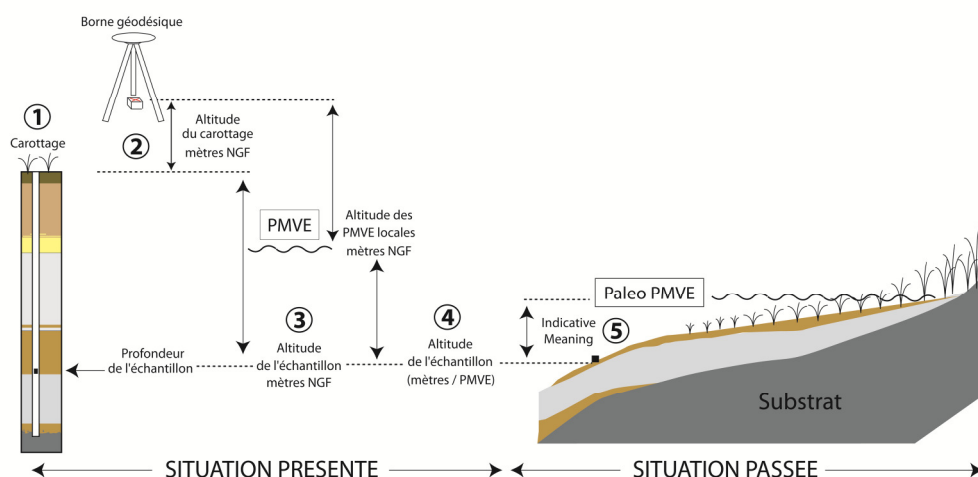 Borne géodésique
①
Carottage
②
Altitude
du carottage
mètres NGF
PMVE
Altitude des
PMVE locales
mètres NGF
③
Altitude
de l'échantillon
mètres NGF
④
Altitude
de l'échantillon
(mètres / PMVE)
Profondeur
de l'échantillon
Paleo PMVE
Indicative
Meaning
⑤
Substrat
SITUATION PRESENTE
SITUATION PASSEE